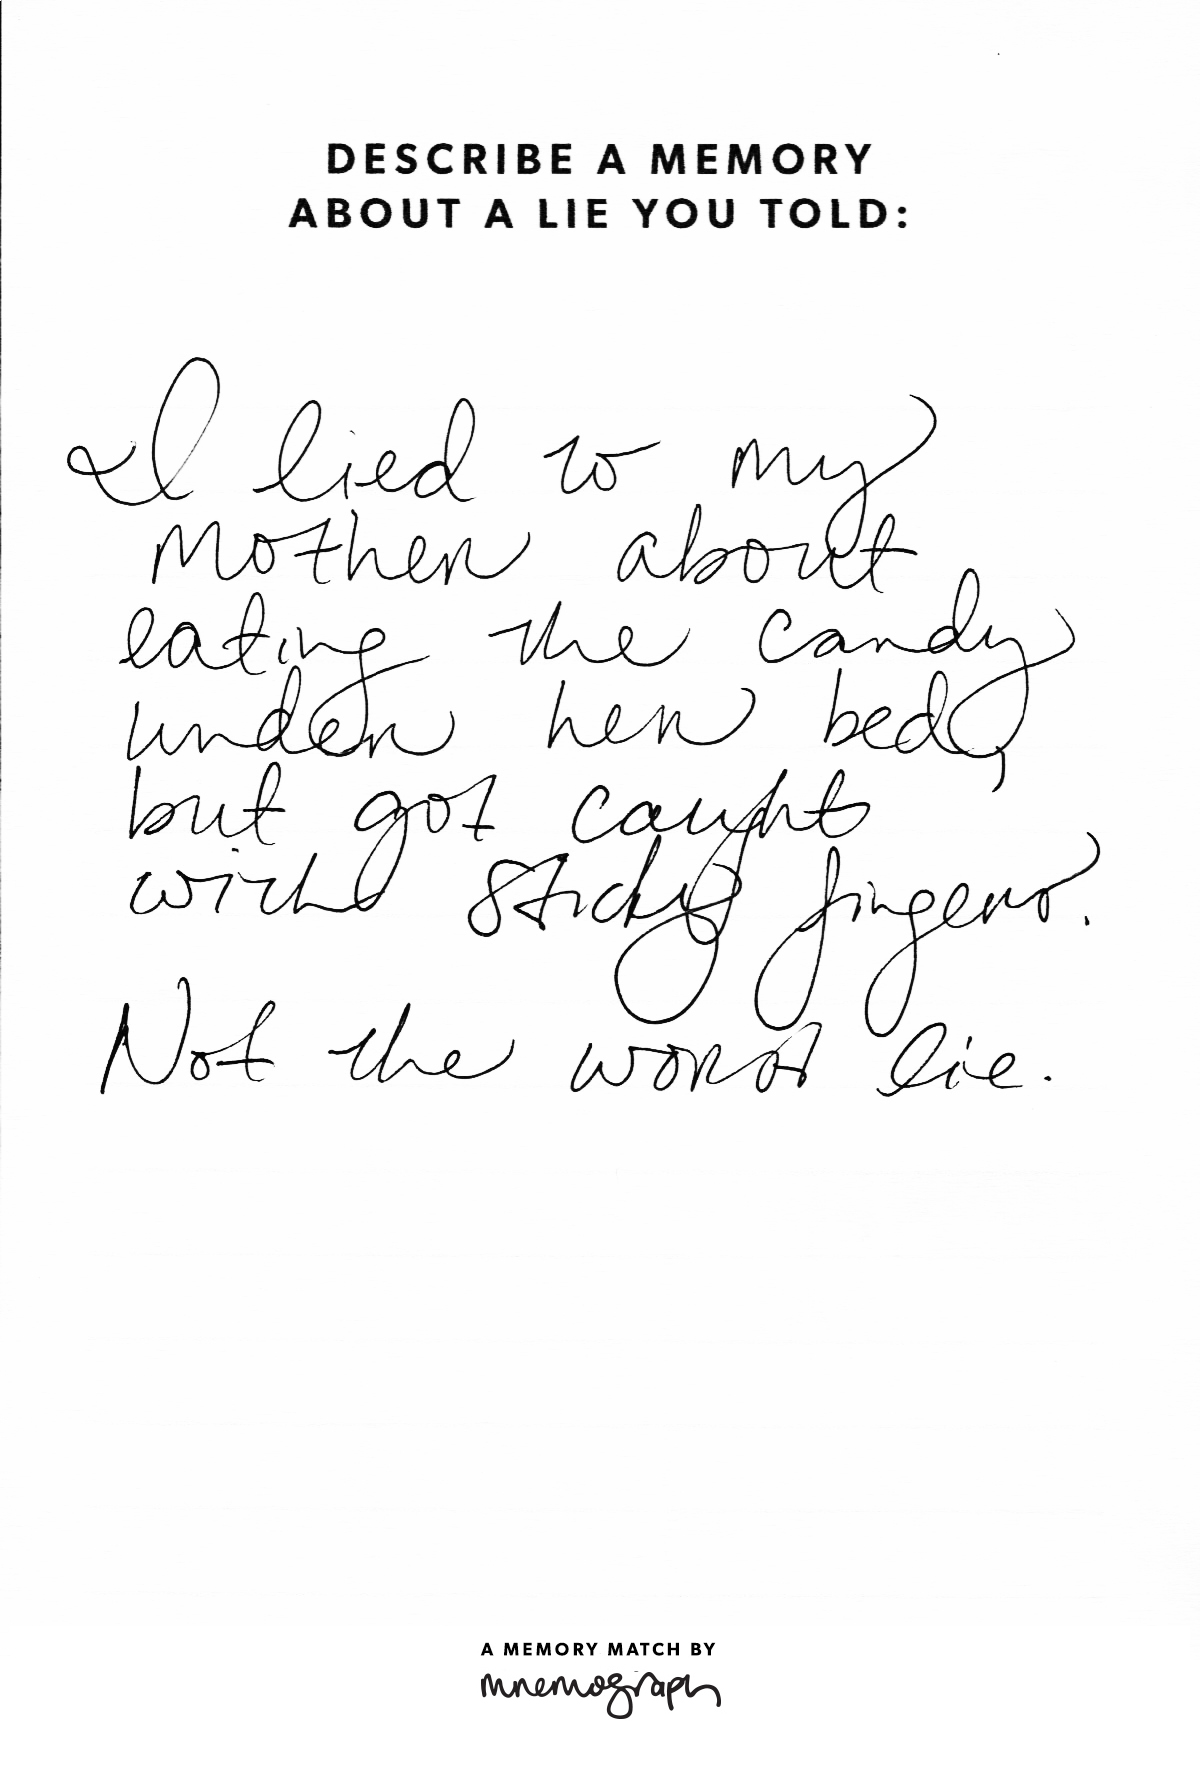 DESCRIBE A MEMORY
ABOUT A LIE YOU TOLD:
I lied to my
mother about
eating the candy
under her bed,
but got caught
with sticky fingers.
Not the worst lie.
A MEMORY MATCH BY
mnemograph